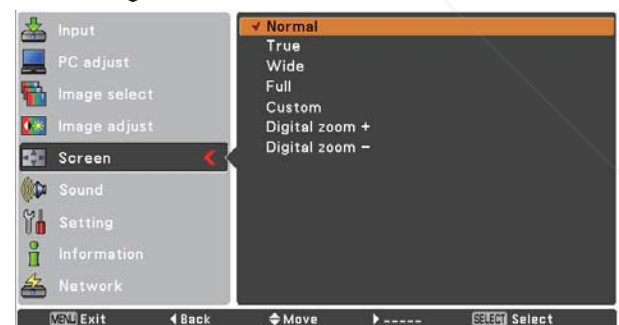 Input
PC adjust
Image select
Image adjust
Screen
Sound
Setting
Information
Network
Normal
True
Wide
Full
Custom
Digital zoom +
Digital zoom –
MENU Exit ◀ Back Move ▶ ----- SELECT Select